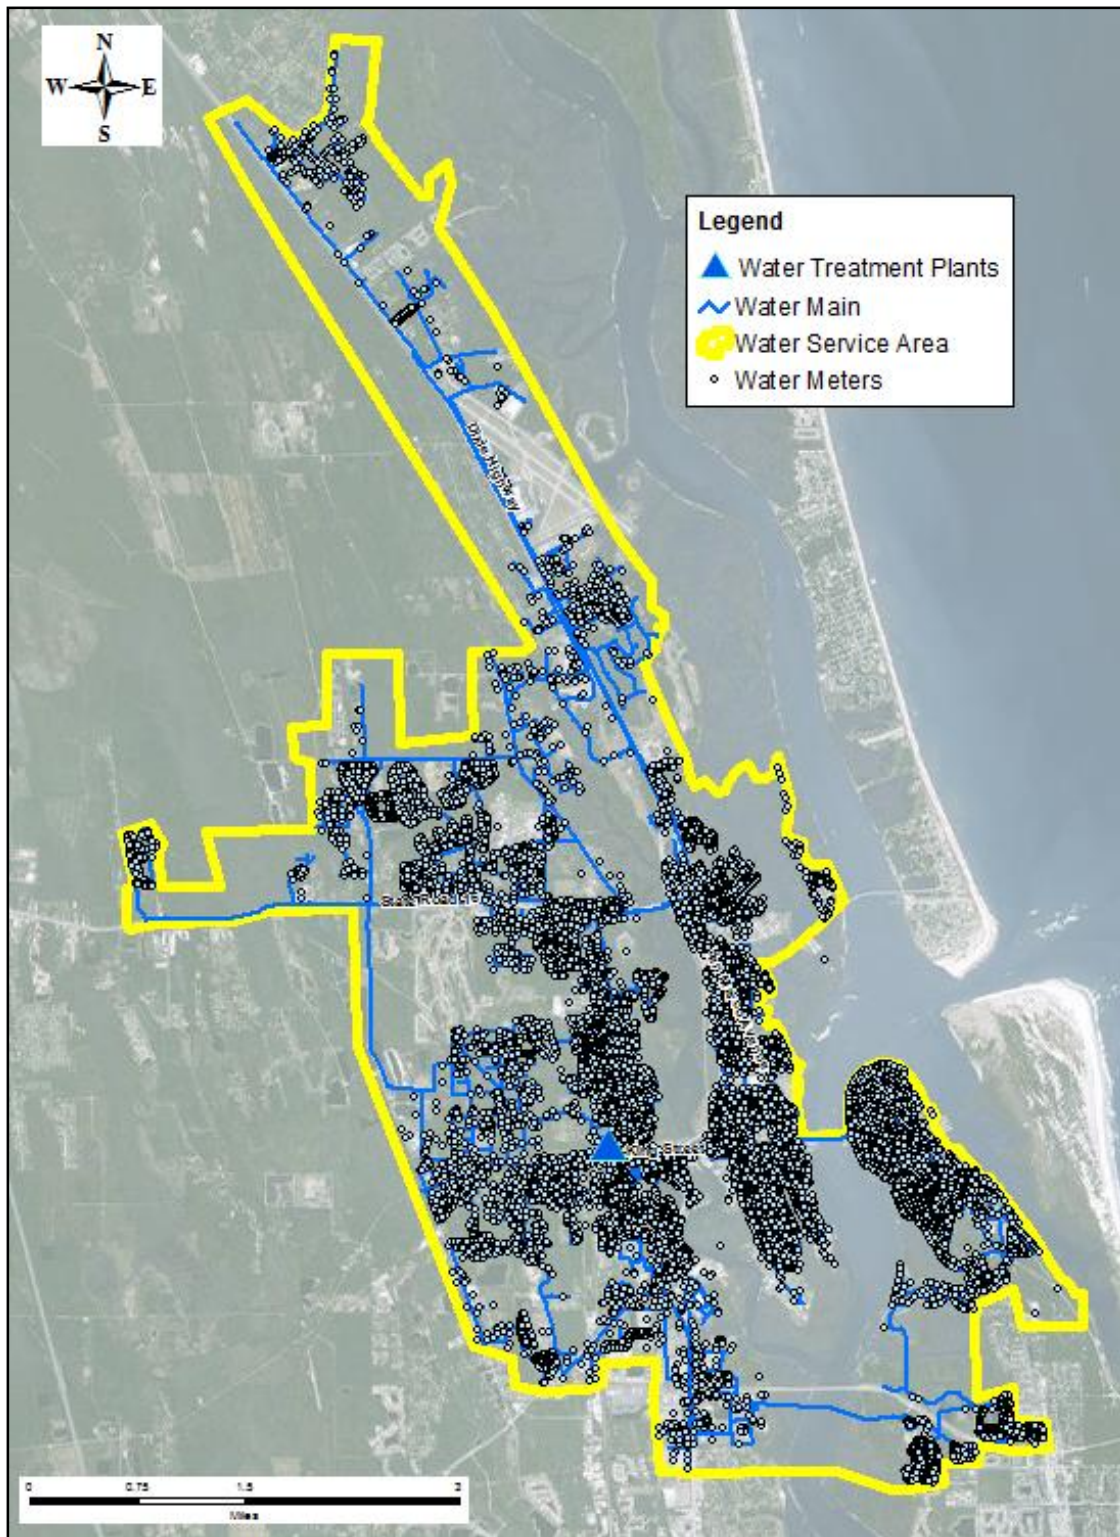 N
W E
S
Legend
Water Treatment Plants
Water Main
Water Service Area
Water Meters
Dixie Highway
State Road 16
Street
0 0.75 1.5 3
Miles